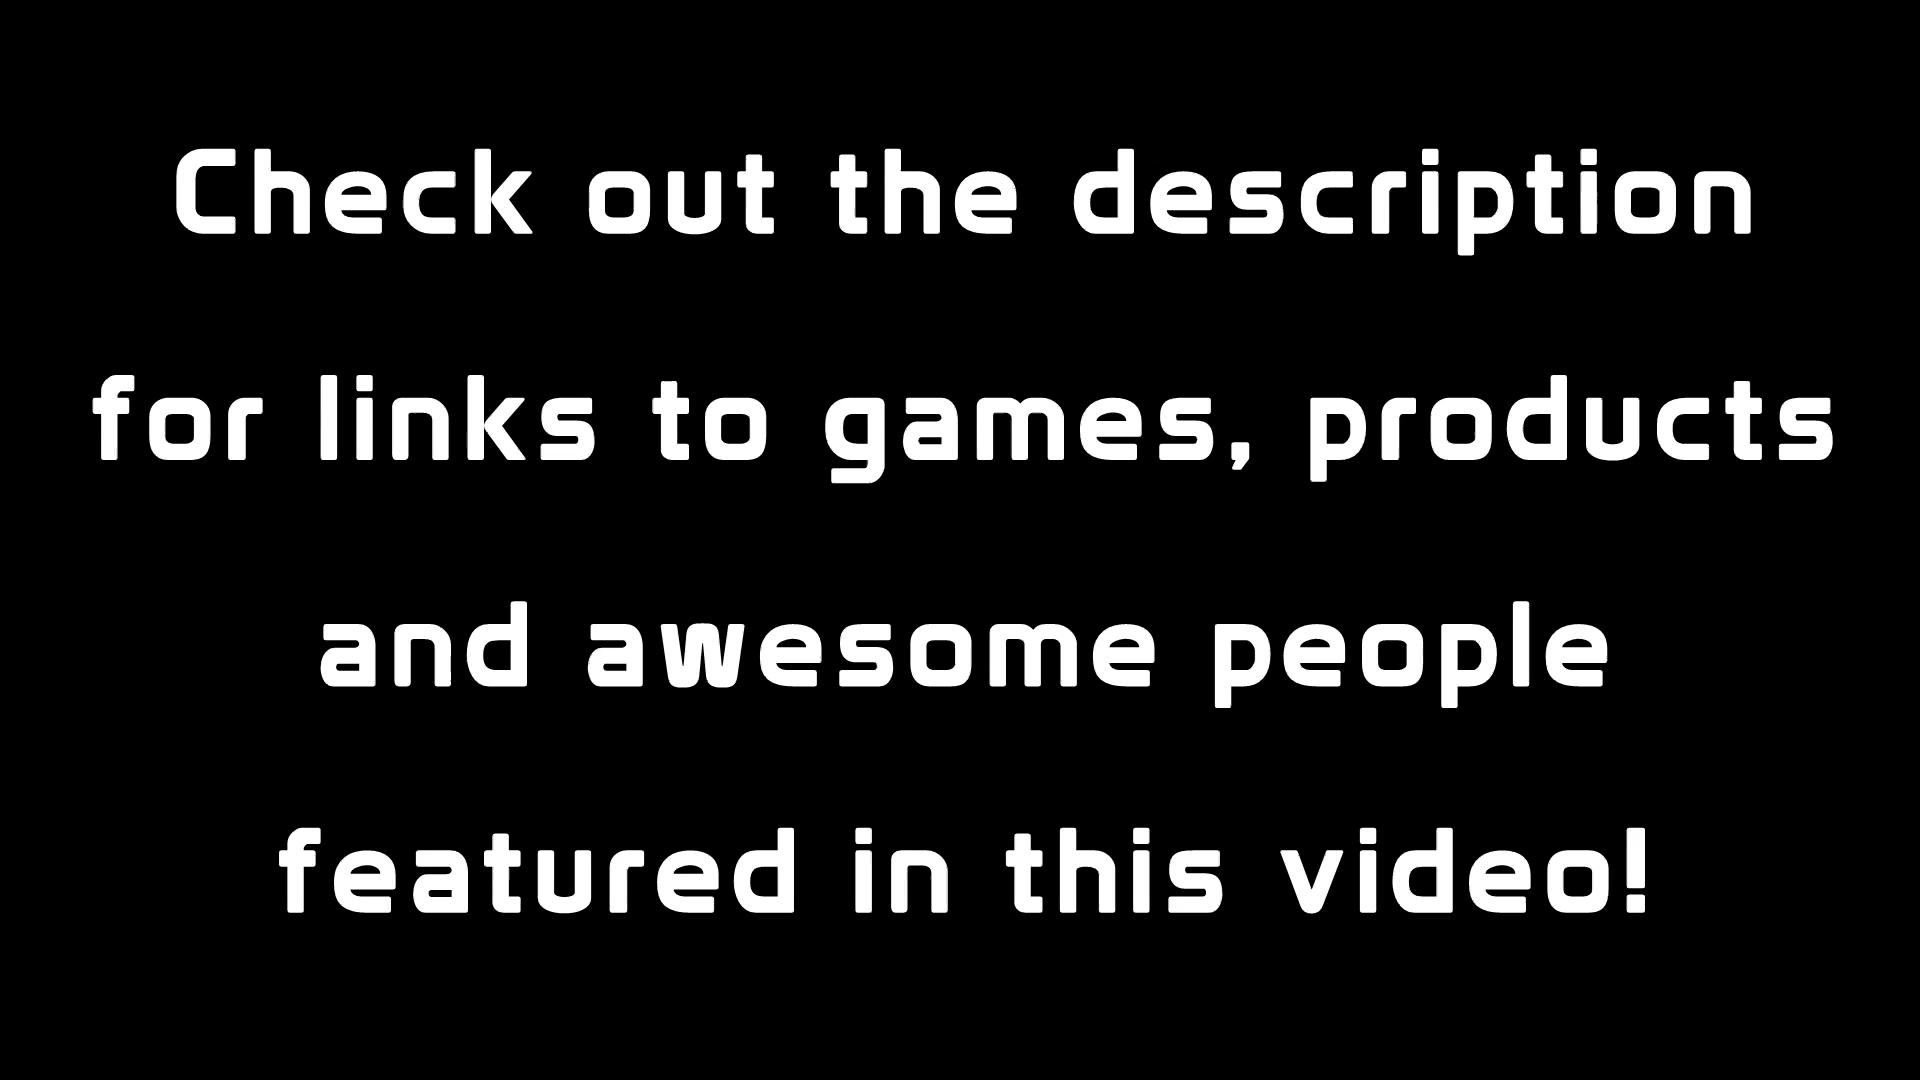 Check out the description
for links to games, products
and awesome people
featured in this video!